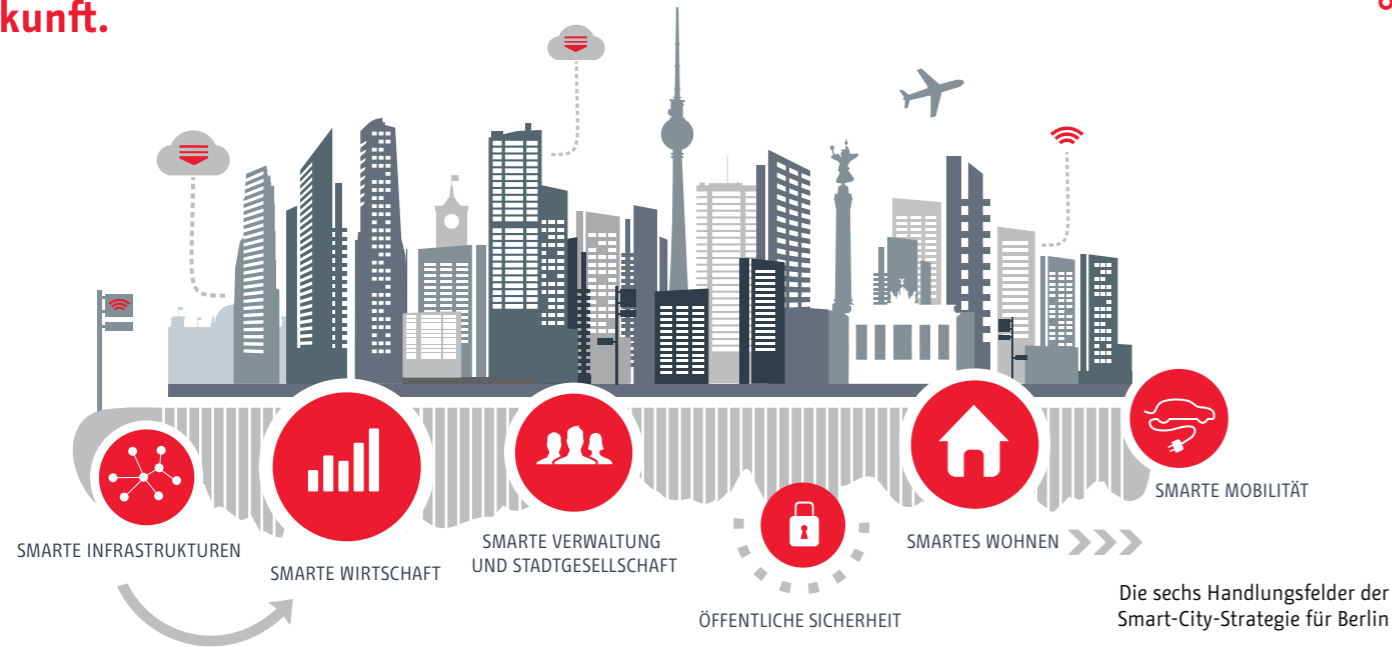 kunft.
SMARTE INFRASTRUKTUREN
SMARTE WIRTSCHAFT
SMARTE VERWALTUNG
UND STADTGESELLSCHAFT
ÖFFENTLICHE SICHERHEIT
SMARTES WOHNEN
SMARTE MOBILITÄT
Die sechs Handlungsfelder der
Smart-City-Strategie für Berlin